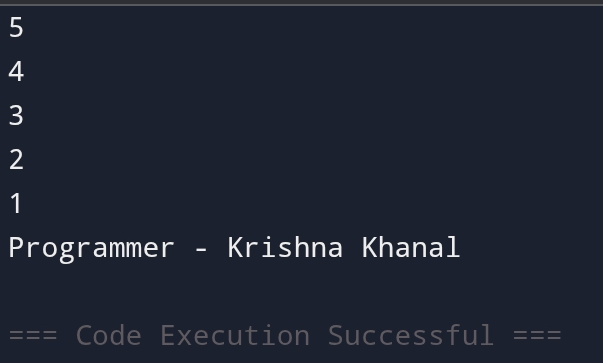 5
4
3
2
1
Programmer - Krishna Khanal
=== Code Execution Successful ===